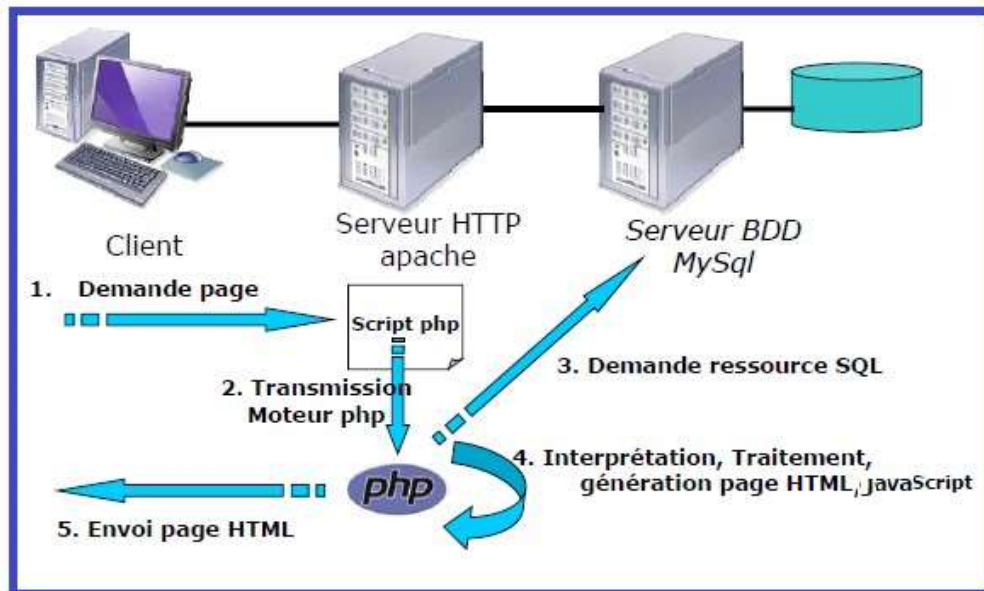 Client
Serveur HTTP
apache
Serveur BDD
MySql
1. Demande page
Script php
2. Transmission
Moteur php
3. Demande ressource SQL
4. Interprétation, Traitement,
génération page HTML, JavaScript
php
5. Envoi page HTML